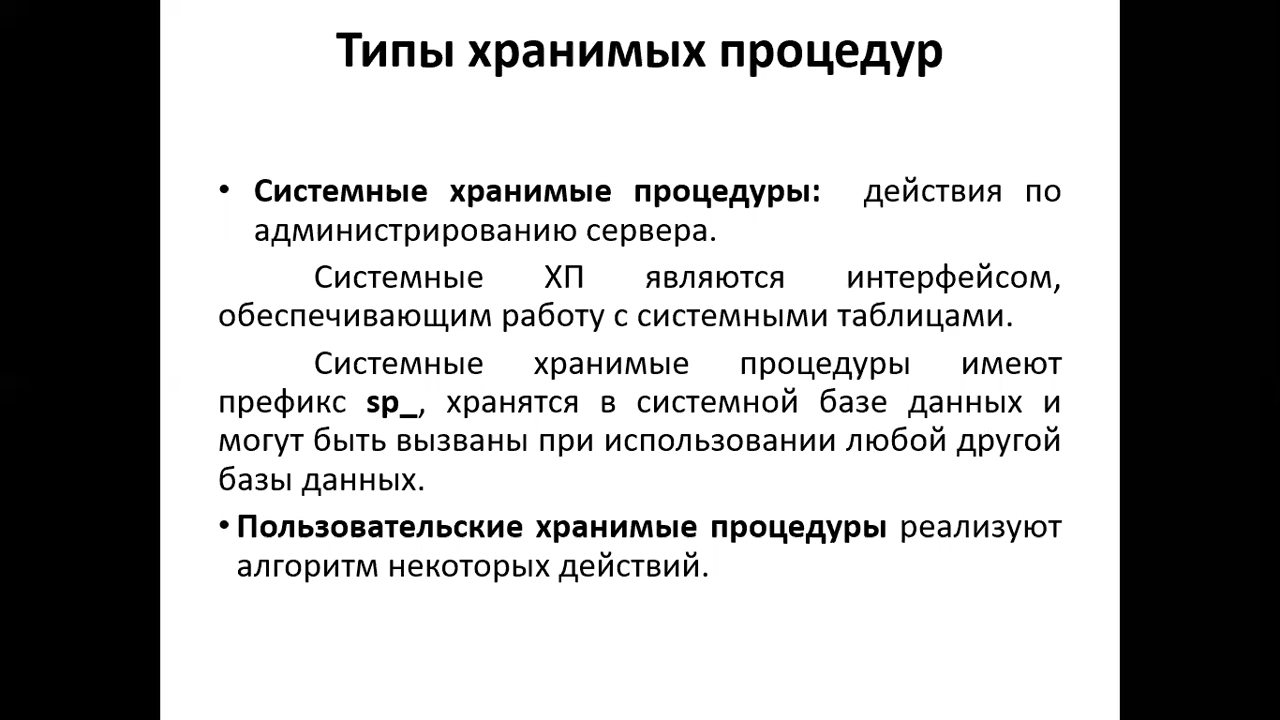 Типы хранимых процедур
• Системные хранимые процедуры: действия по
администрированию сервера.
Системные ХП являются интерфейсом,
обеспечивающим работу с системными таблицами.
Системные хранимые процедуры имеют
префикс sp_, хранятся в системной базе данных и
могут быть вызваны при использовании любой другой
базы данных.
• Пользовательские хранимые процедуры реализуют
алгоритм некоторых действий.